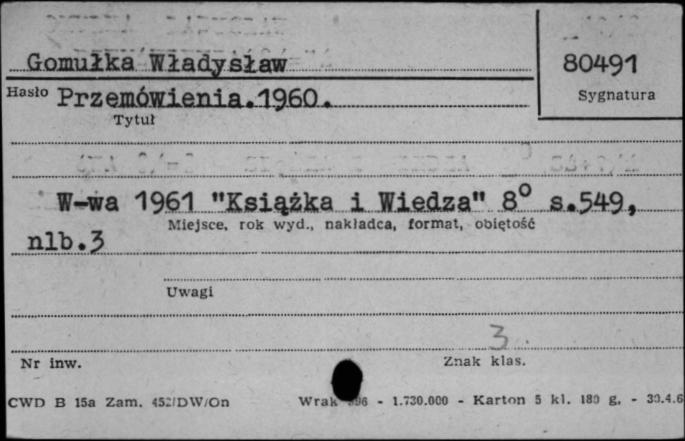 Gomułka Władysław
80491
Hasło Przemówienia.1960.
Sygnatura
Tytuł
W-wa 1961 "Książka i Wiedza" 8° s.549,
Miejsce, rok wyd., nakładca, format, objętość
nlb.3
Uwagi
3
Nr inw.
Znak klas.
CWD B 15a Zam. 452/DW/On
Wrak - 1.730.000 - Karton 5 kl. 180 g. - 30.4.6